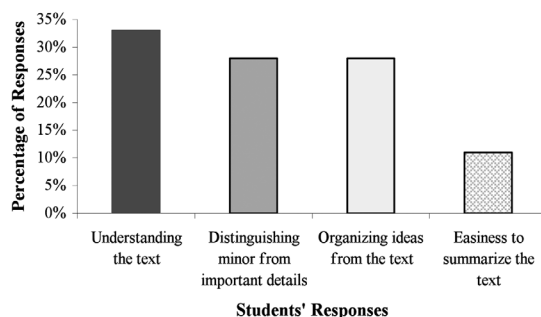 35%
30%
25%
20%
15%
10%
5%
0%
Percentage of Responses
Understanding
the text
Distinguishing
minor from
important details
Organizing ideas
from the text
Easiness to
summarize the
text
Students' Responses